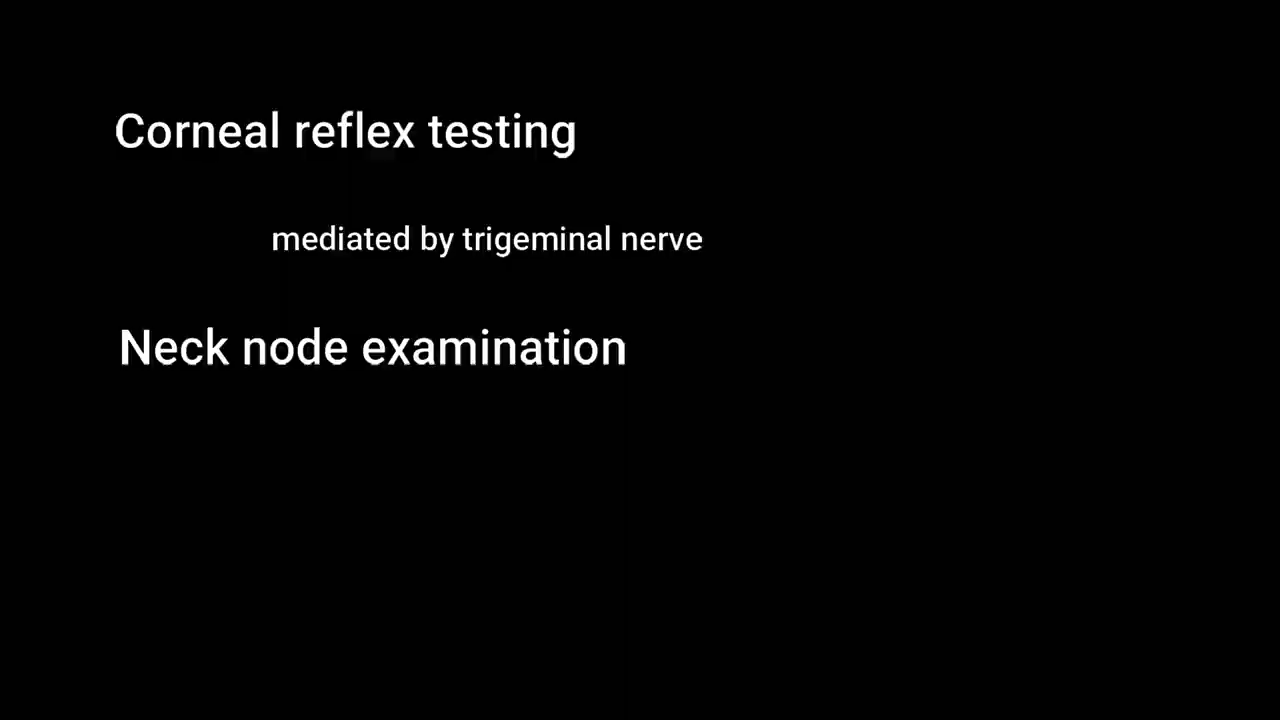 Corneal reflex testing
mediated by trigeminal nerve
Neck node examination